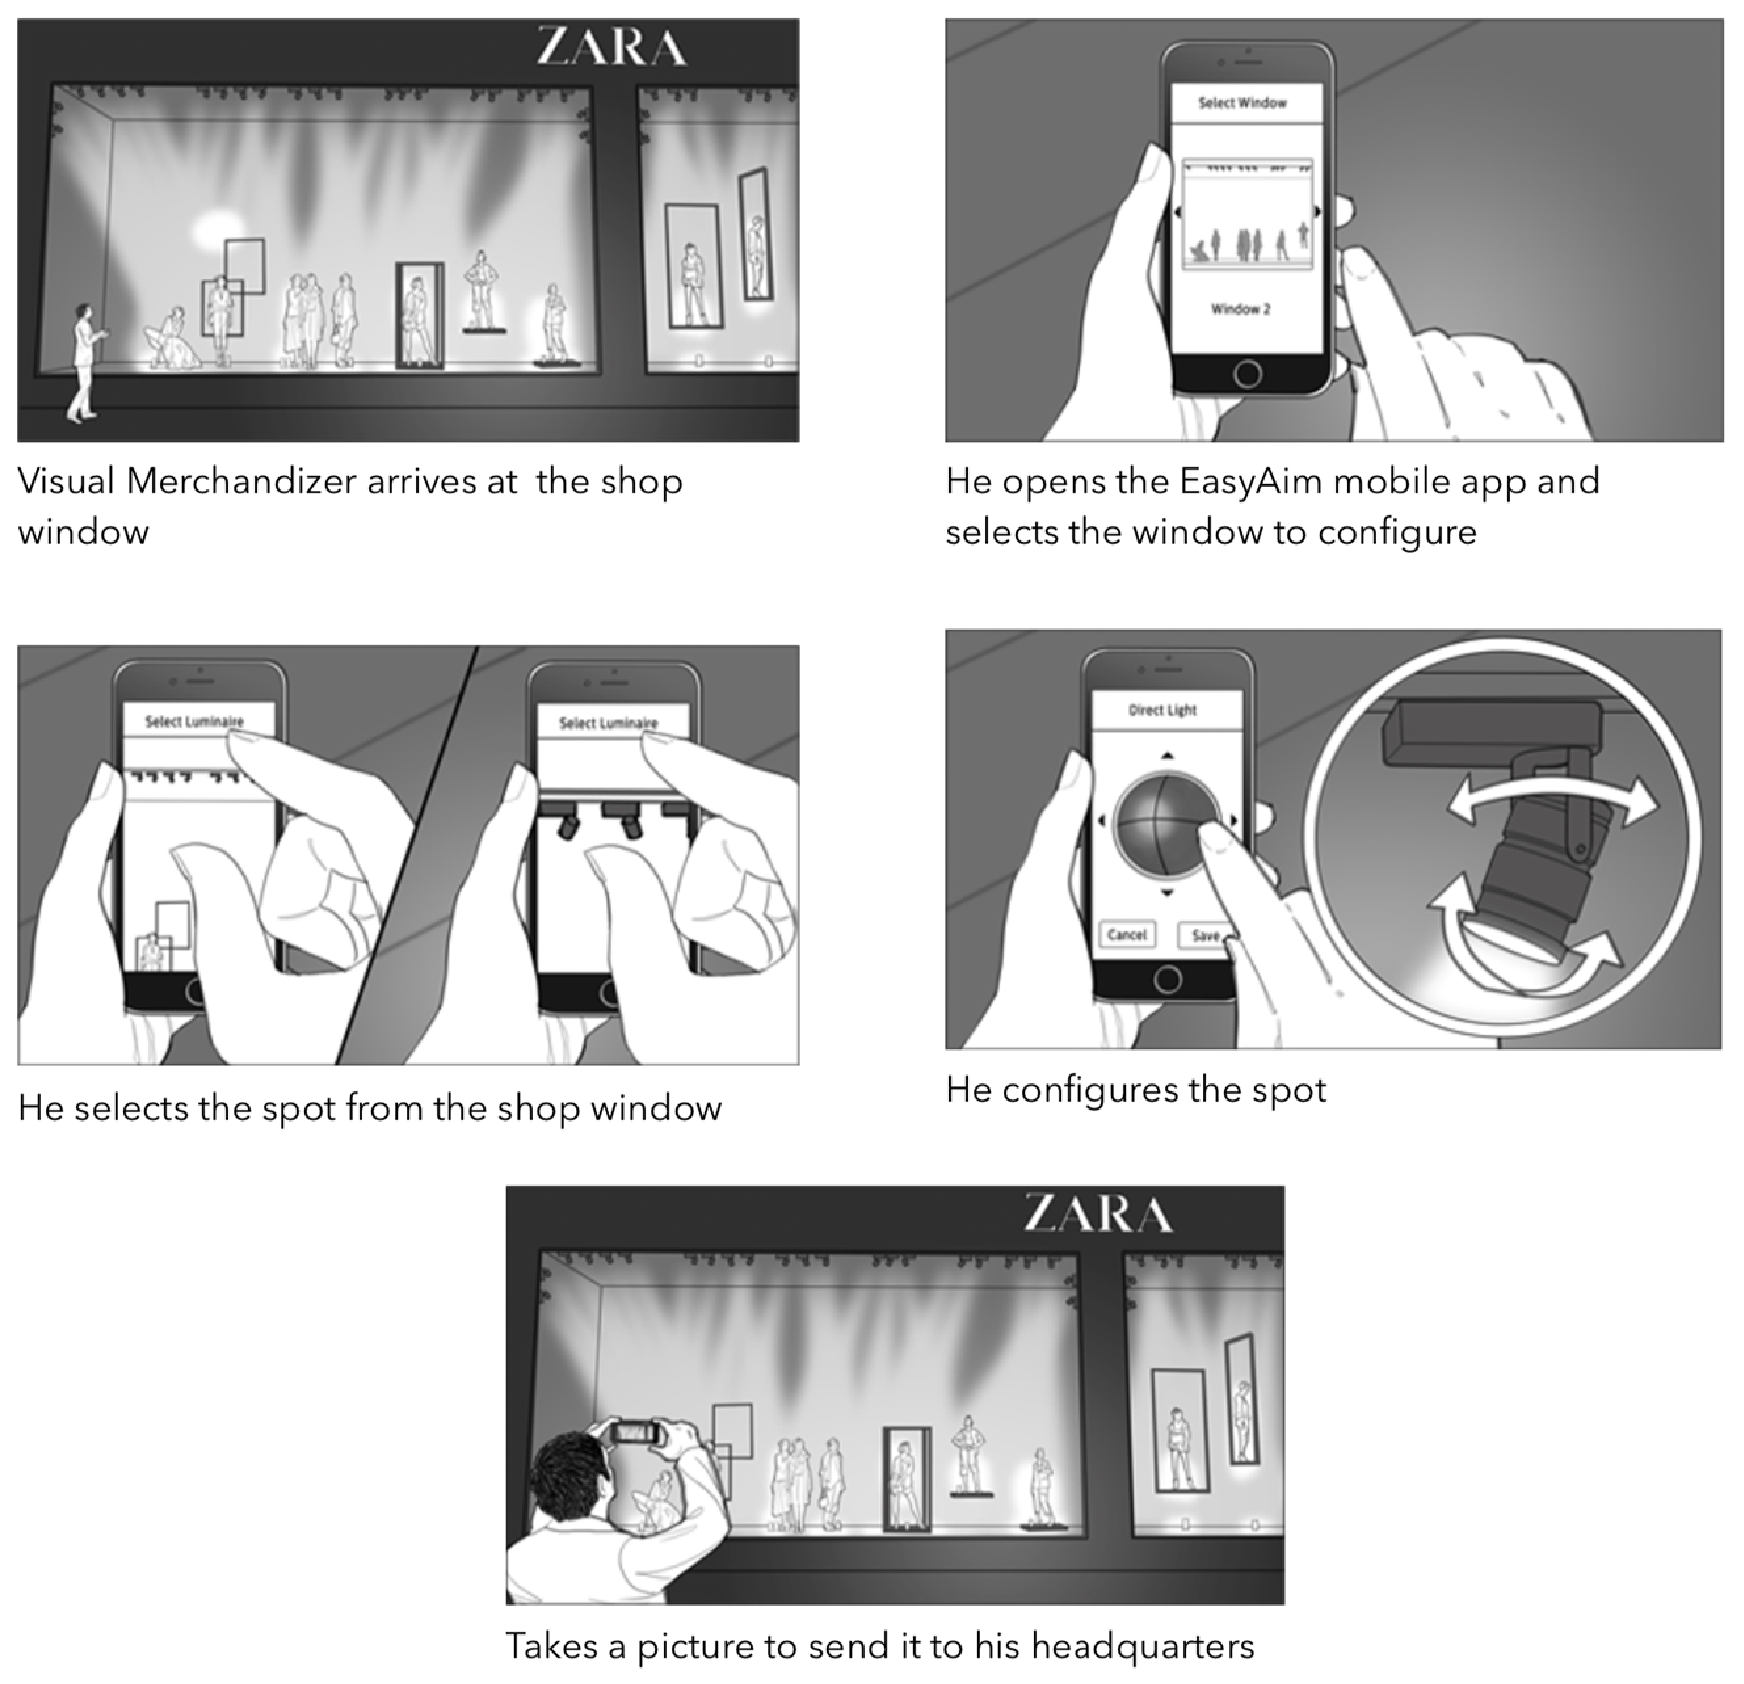 ZARA
Visual Merchandizer arrives at the shop
window
Select Window
Window 2
He opens the EasyAim mobile app and
selects the window to configure
Select Luminaire
Select Luminaire
He selects the spot from the shop window
Direct Light
Cancel
Save
He configures the spot
ZARA
Takes a picture to send it to his headquarters